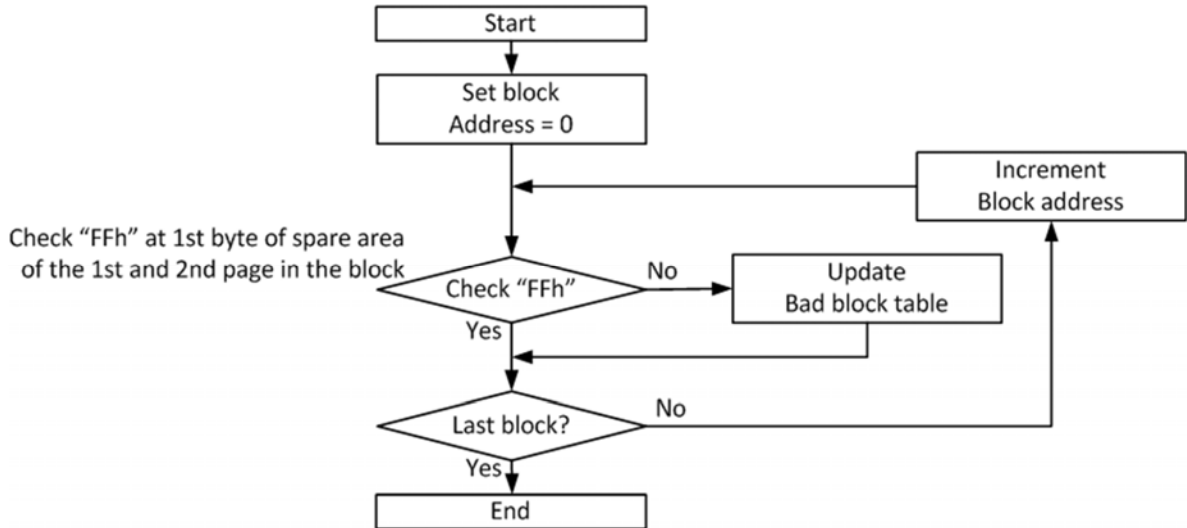 Start
Set block
Address = 0
Increment
Block address
Check “FFh” at 1st byte of spare area
of the 1st and 2nd page in the block
Check “FFh”
No
Update
Bad block table
Yes
Last block?
No
Yes
End